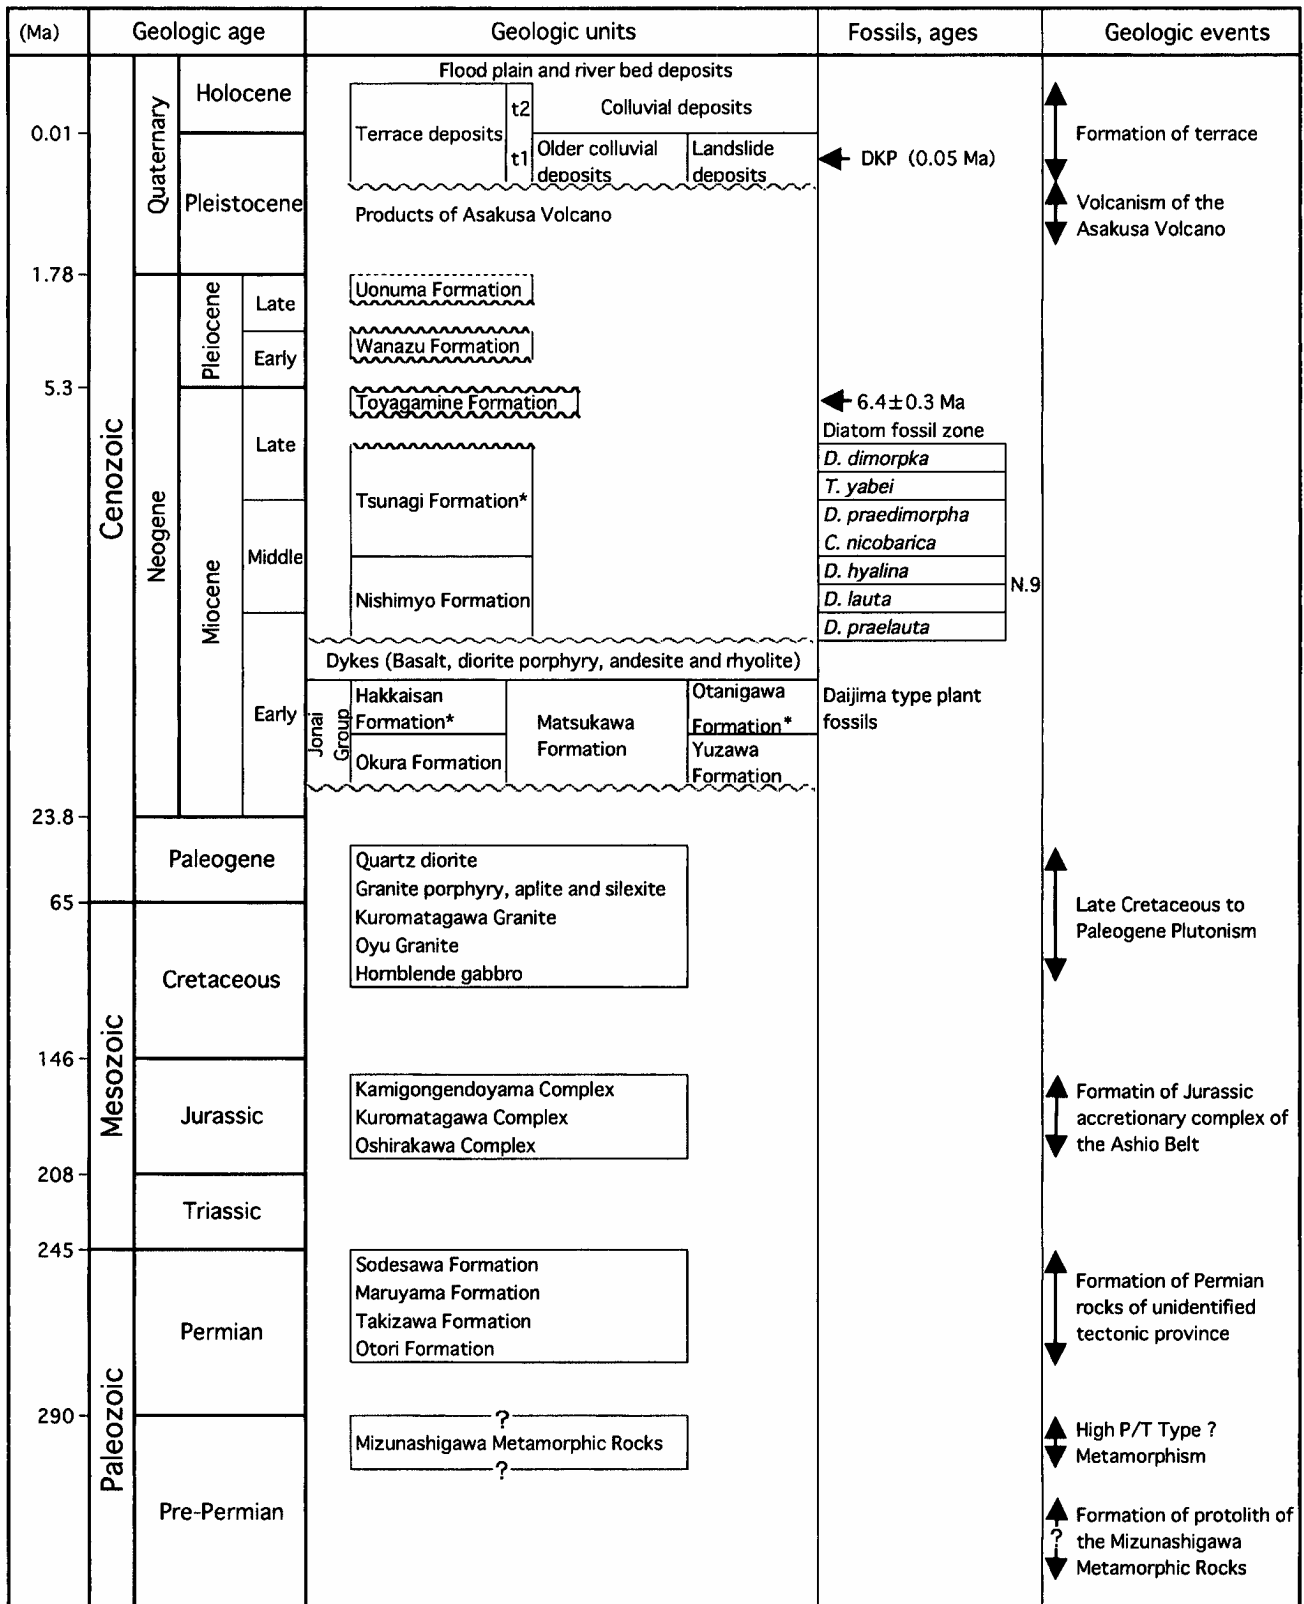 (Ma)
Geologic age
Geologic units
Fossils, ages
Geologic events
Cenozoic
Mesozoic
Paleozoic
Quaternary
Neogene
Holocene
0.01
Pleistocene
1.78
Pleiocene
Late
Early
5.3
Miocene
Late
Middle
Early
23.8
Paleogene
65
Cretaceous
146
Jurassic
208
Triassic
245
Permian
290
Pre-Permian
Flood plain and river bed deposits
Terrace deposits
t2
t1
Colluvial deposits
Older colluvial
deposits
Landslide
deposits
Products of Asakusa Volcano
Uonuma Formation
Wanazu Formation
Toyagamine Formation
Tsunagi Formation*
Nishimyo Formation
Dykes (Basalt, diorite porphyry, andesite and rhyolite)
Jonai
Group
Hakkaisan
Formation*
Okura Formation
Matsukawa
Formation
Otanigawa
Formation*
Yuzawa
Formation
Quartz diorite
Granite porphyry, aplite and silexite
Kuromatagawa Granite
Oyu Granite
Hornblende gabbro
Kamigongendoyama Complex
Kuromatagawa Complex
Oshirakawa Complex
Sodesawa Formation
Maruyama Formation
Takizawa Formation
Otori Formation
?
Mizunashigawa Metamorphic Rocks
?
DKP (0.05 Ma)
6.4±0.3 Ma
Diatom fossil zone
D. dimorpka
T. yabei
D. praedimorpha
C. nicobarica
D. hyalina
D. lauta
D. praelauta
N.9
Daijima type plant
fossils
Formation of terrace
Volcanism of the
Asakusa Volcano
Late Cretaceous to
Paleogene Plutonism
Formatin of Jurassic
accretionary complex of
the Ashio Belt
Formation of Permian
rocks of unidentified
tectonic province
High P/T Type ?
Metamorphism
Formation of protolith of
? the Mizunashigawa
Metamorphic Rocks